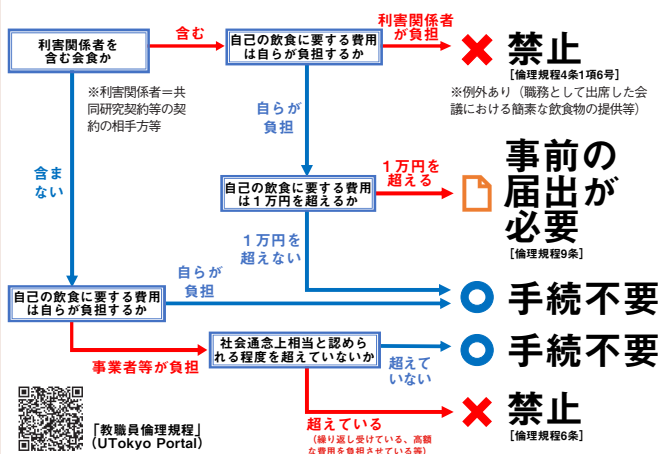 利害関係者を
含む会食か
含む
自己の飲食に要する費用
は自らが負担するか
利害関係者
が負担
禁止
[倫理規程4条1項6号]
※例外あり（職務として出席した会
議における簡素な飲食物の提供等）
※利害関係者＝共
同研究契約等の契
約の相手方等
自らが
負担
含ま
ない
自己の飲食に要する費用
は１万円を超えるか
１万円を
超える
事前の
届出が
必要
[倫理規程9条]
１万円を
超えない
自己の飲食に要する費用
は自らが負担するか
自らが
負担
手続不要
事業者等が負担
社会通念上相当と認めら
れる程度を超えていないか
超えて
いない
手続不要
超えている
（繰り返し受けている、高額
な費用を負担させている等）
禁止
[倫理規程6条]
「教職員倫理規程」
（UTokyo Portal）